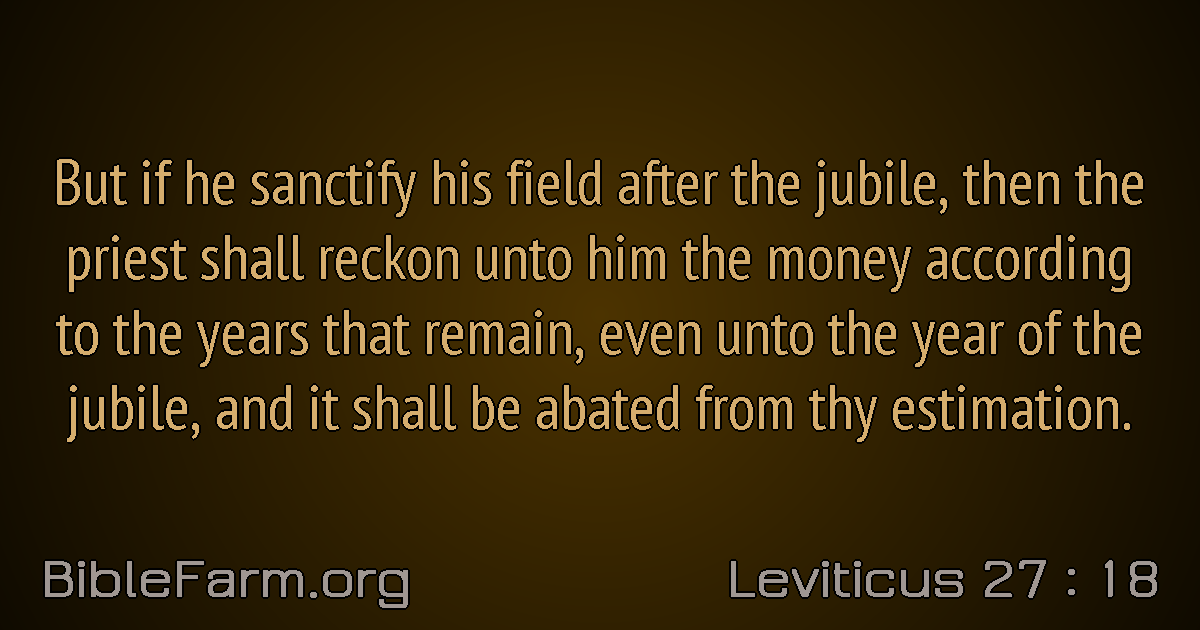 But if he sanctify his field after the jubile, then the
priest shall reckon unto him the money according
to the years that remain, even unto the year of the
jubile, and it shall be abated from thy estimation.
BibleFarm.org
Leviticus 27 : 18